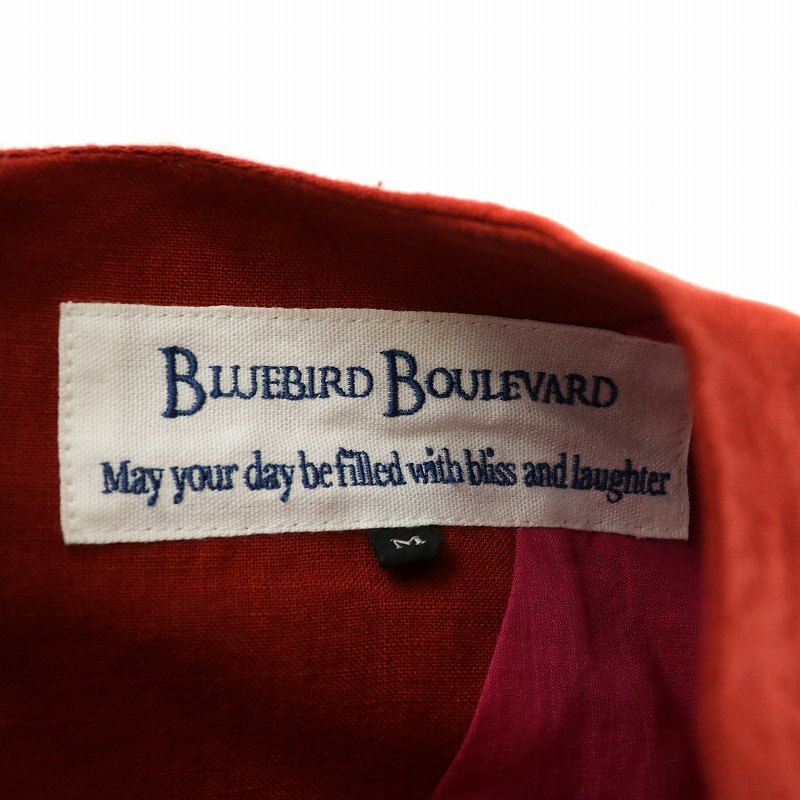 BLUEBIRD BOULEVARD
May your day be filled with bliss and laughter
M